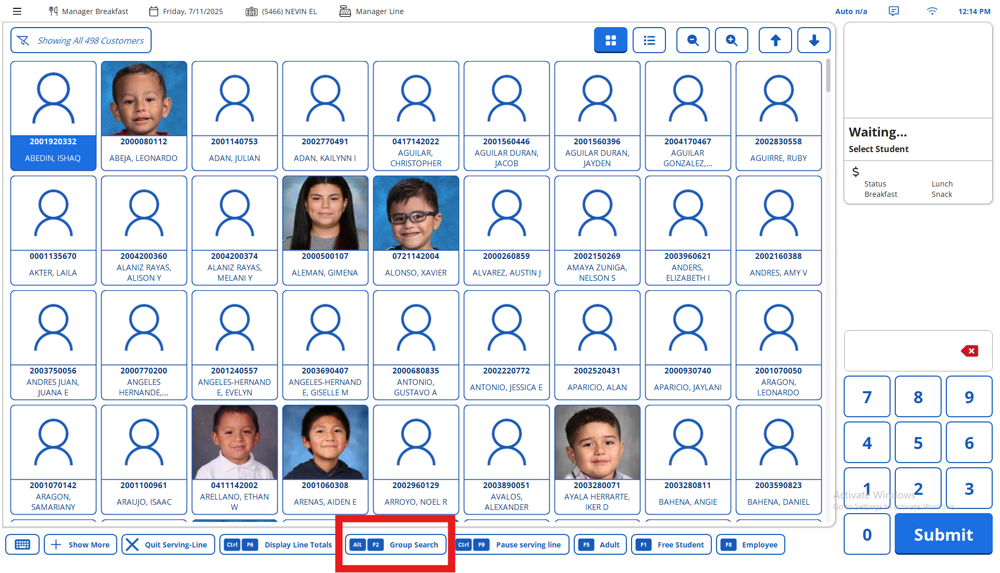 Manager Breakfast Friday, 7/11/2025 (5466) NEVIN EL Manager Line Auto n/a 12:14 PM
Showing All 498 Customers
2001920332 2000080112 2001140753 2002770491 0417142022 2001560446 2001560396 2004170467 2002830558
ABEDIN, ISHAQ ABEJA, LEONARDO ADAN, JULIAN ADAN, KAILYNN I AGUILAR, CHRISTOPHER AGUILAR DURAN, JACOB AGUILAR DURAN, JAYDEN AGUILAR GONZALEZ,... AGUIRRE, RUBY
0001135670 2004200360 2004200374 2000500107 0721142004 2000260859 2002150269 2003960621 2002160388
AKTER, LAILA ALANIZ RAYAS, ALISON Y ALANIZ RAYAS, MELANI Y ALEMAN, GIMENA ALONSO, XAVIER ALVAREZ, AUSTIN J AMAYA ZUNIGA, NELSON S ANDERS, ELIZABETH I ANDRES, AMY V
2003750056 2000770200 2001240557 2003690407 2000680835 2002220772 2002520431 2000930740 2001070050
ANDRES JUAN, JUANA E ANGELES HERNANDE,... ANGELES-HERNAND E, EVELYN ANGELES-HERNAND E, GISELLE M ANTONIO, GUSTAVO A ANTONIO, JESSICA E APARICIO, ALAN APARICIO, JAYLANI ARAGON, LEONARDO
2001070142 2001100961 0411142002 2001060308 2002960129 2003890051 2003280071 2003280811 2003590823
ARAGON, SAMARIANY ARAUJO, ISAAC ARELLANO, ETHAN W ARENAS, AIDEN E ARROYO, NOEL R AVALOS, ALEXANDER AYALA HERRARTE, IKER D BAHENA, ANGIE BAHENA, DANIEL
Waiting...
Select Student
$
Status Lunch
Breakfast Snack
7 8 9
4 5 6
1 2 3
Activate Windows
Go to Settings to activate Windows.
0 Submit
Show More Quit Serving-Line Ctrl F6 Display Line Totals Alt F2 Group Search Ctrl F9 Pause serving line F5 Adult F1 Free Student F8 Employee